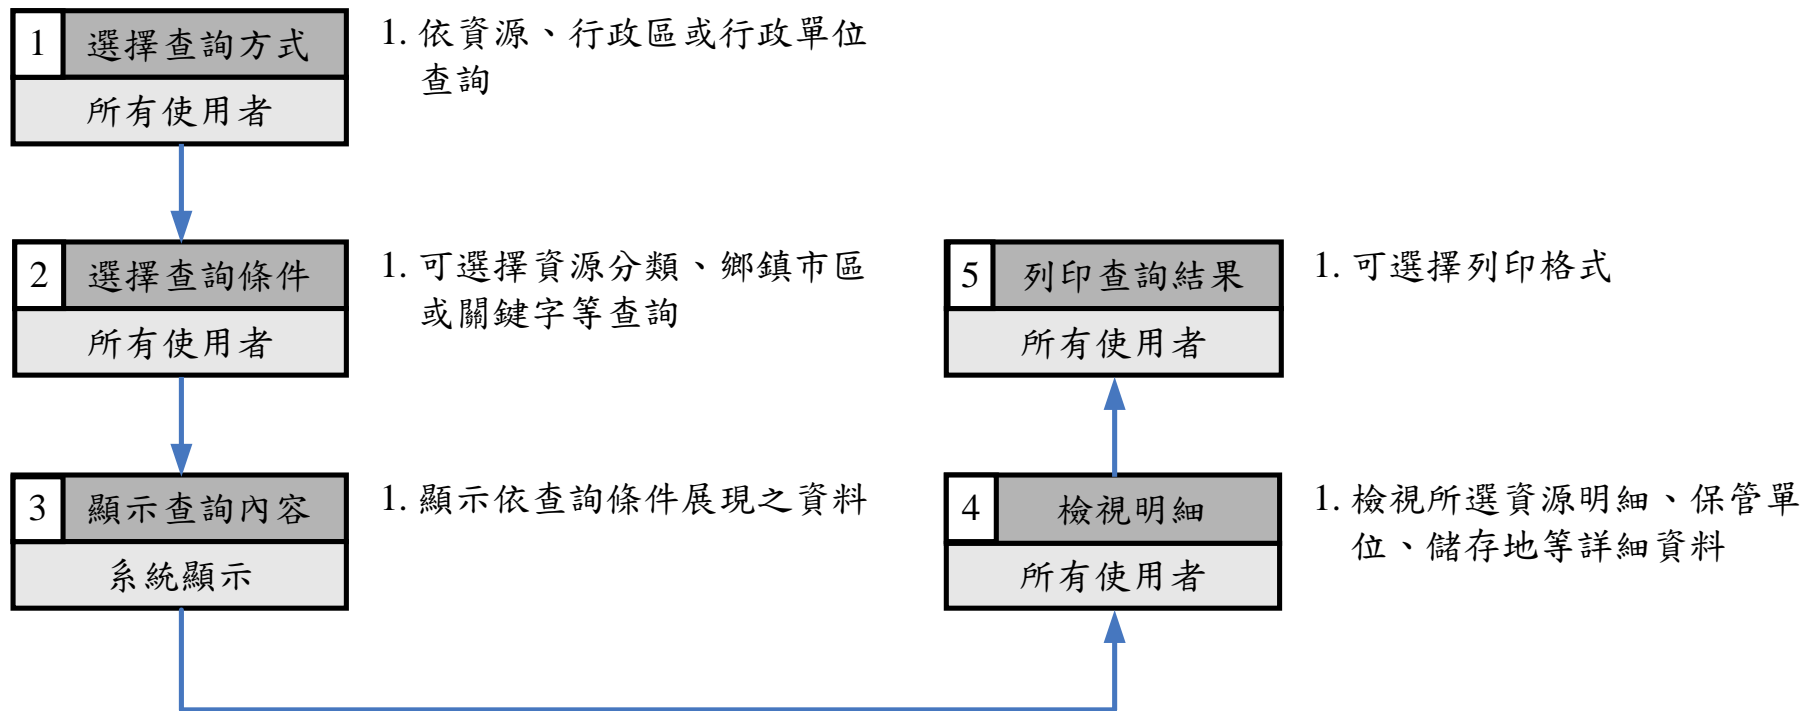 1 選擇查詢方式
所有使用者
1. 依資源、行政區或行政單位
查詢
2 選擇查詢條件
所有使用者
1. 可選擇資源分類、鄉鎮市區
或關鍵字等查詢
3 顯示查詢內容
系統顯示
1. 顯示依查詢條件展現之資料
4 檢視明細
所有使用者
1. 檢視所選資源明細、保管單
位、儲存地等詳細資料
5 列印查詢結果
所有使用者
1. 可選擇列印格式